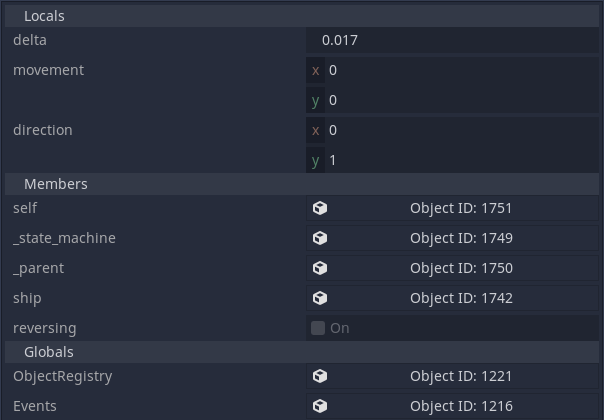 Locals
delta 0.017
movement x 0
y 0
direction x 0
y 1
Members
self Object ID: 1751
_state_machine Object ID: 1749
_parent Object ID: 1750
ship Object ID: 1742
reversing On
Globals
ObjectRegistry Object ID: 1221
Events Object ID: 1216